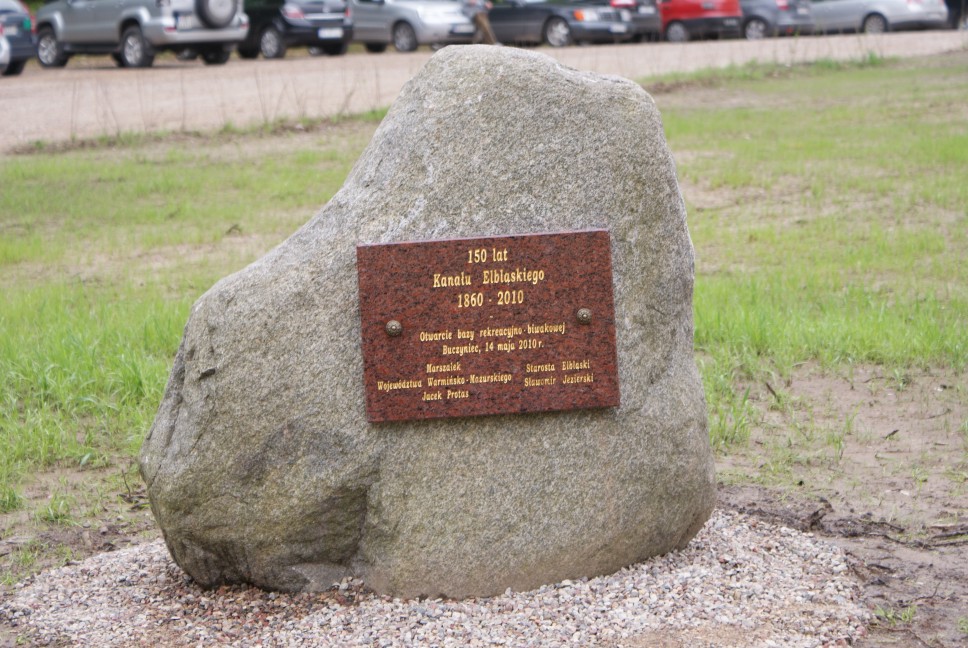 150 lat
Kanału Elbląskiego
1860 - 2010
Otwarcie bazy rekreacyjno-biwakowej
Buczyniec, 14 maja 2010 r.
Marszałek
Województwa Warmińsko-Mazurskiego
Jacek Protas
Starosta Elbląski
Sławomir Jezierski